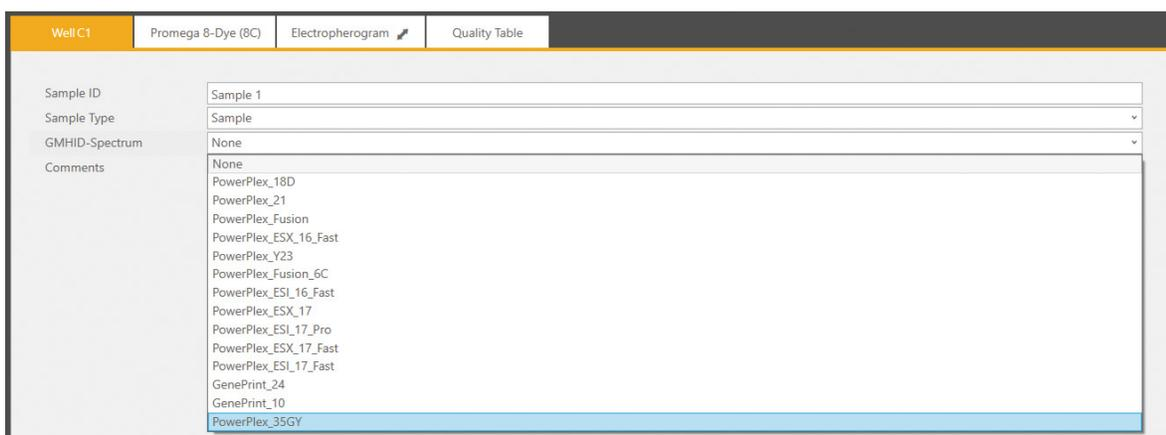 Well C1 Promega 8-Dye (8C) Electropherogram Quality Table
Sample ID Sample 1
Sample Type Sample
GMHID-Spectrum None
Comments None
PowerPlex_18D
PowerPlex_21
PowerPlex_Fusion
PowerPlex_ESX_16_Fast
PowerPlex_Y23
PowerPlex_Fusion_6C
PowerPlex_ESI_16_Fast
PowerPlex_ESX_17
PowerPlex_ESI_17_Pro
PowerPlex_ESX_17_Fast
PowerPlex_ESI_17_Fast
GenePrint_24
GenePrint_10
PowerPlex_35GY